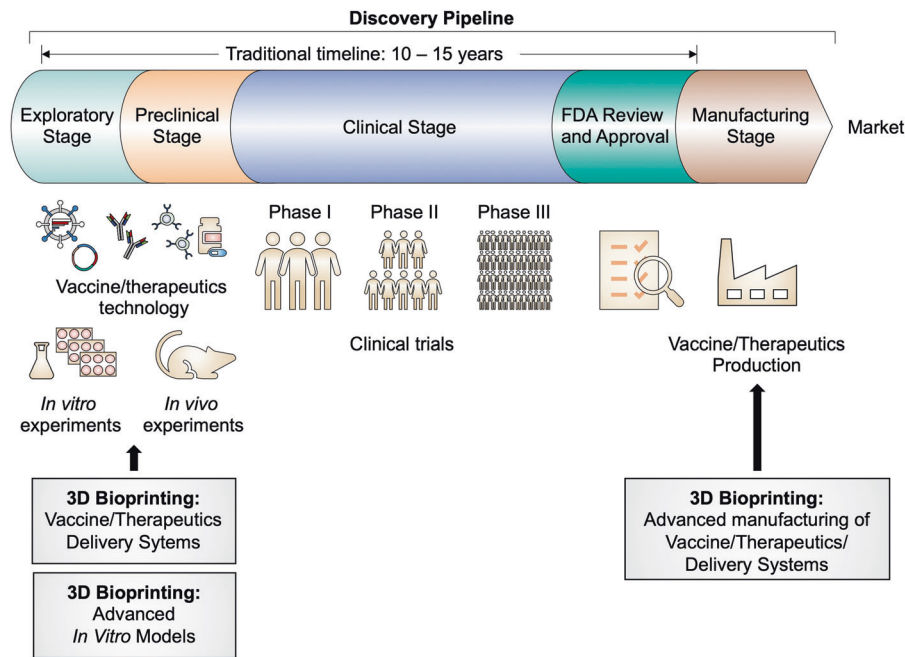 Discovery Pipeline
Traditional timeline: 10 – 15 years
Exploratory
Stage
Preclinical
Stage
Clinical Stage
FDA Review
and Approval
Manufacturing
Stage
Market
Phase I
Phase II
Phase III
Vaccine/therapeutics
technology
Clinical trials
Vaccine/Therapeutics
Production
In vitro
experiments
In vivo
experiments
3D Bioprinting:
Vaccine/Therapeutics
Delivery Sytems
3D Bioprinting:
Advanced
In Vitro Models
3D Bioprinting:
Advanced manufacturing of
Vaccine/Therapeutics/
Delivery Systems